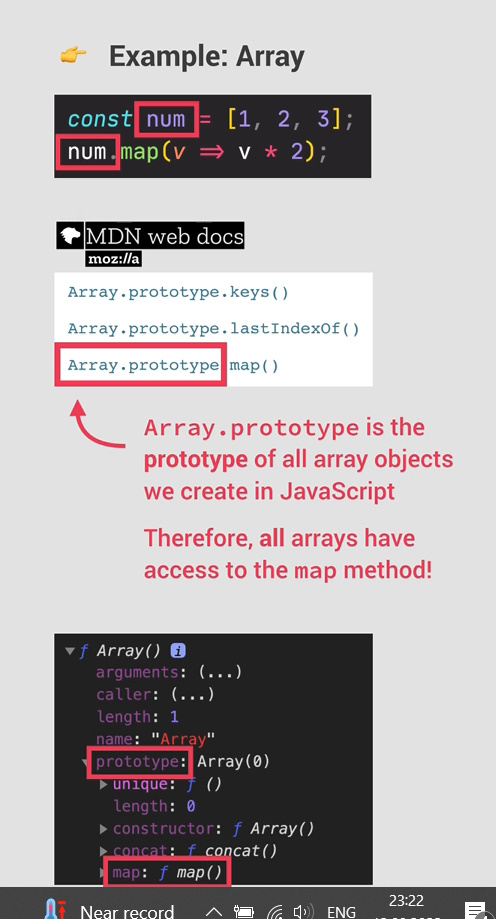 👉 Example: Array
const num = [1, 2, 3];
num.map(v => v * 2);
MDN web docs
moz://a
Array.prototype.keys()
Array.prototype.lastIndexOf()
Array.prototype.map()
Array.prototype is the
prototype of all array objects
we create in JavaScript
Therefore, all arrays have
access to the map method!
▼ ƒ Array() i
arguments: (...)
caller: (...)
length: 1
name: "Array"
▼ prototype: Array(0)
▶ unique: ƒ ()
length: 0
▶ constructor: ƒ Array()
▶ concat: ƒ concat()
▶ map: ƒ map()
Near record
ENG
23:22